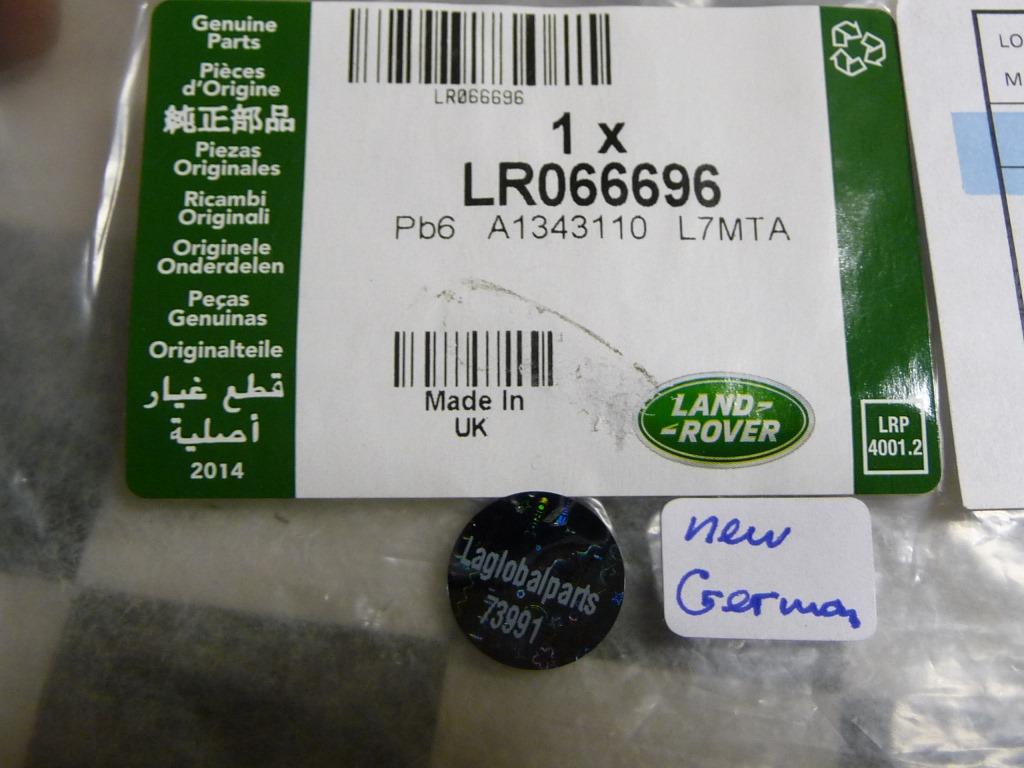 Genuine
Parts
Pièces
d'Origine
純正部品
Piezas
Originales
Ricambi
Originali
Originele
Onderdelen
Peças
Genuinas
Originalteile
قطع غيار
أصلية
2014
LR066696
1 x
LR066696
Pb6 A1343110 L7MTA
Made In
UK
LAND-
-ROVER
LRP
4001.2
Laglobalparts
73991
new
German
LO
M